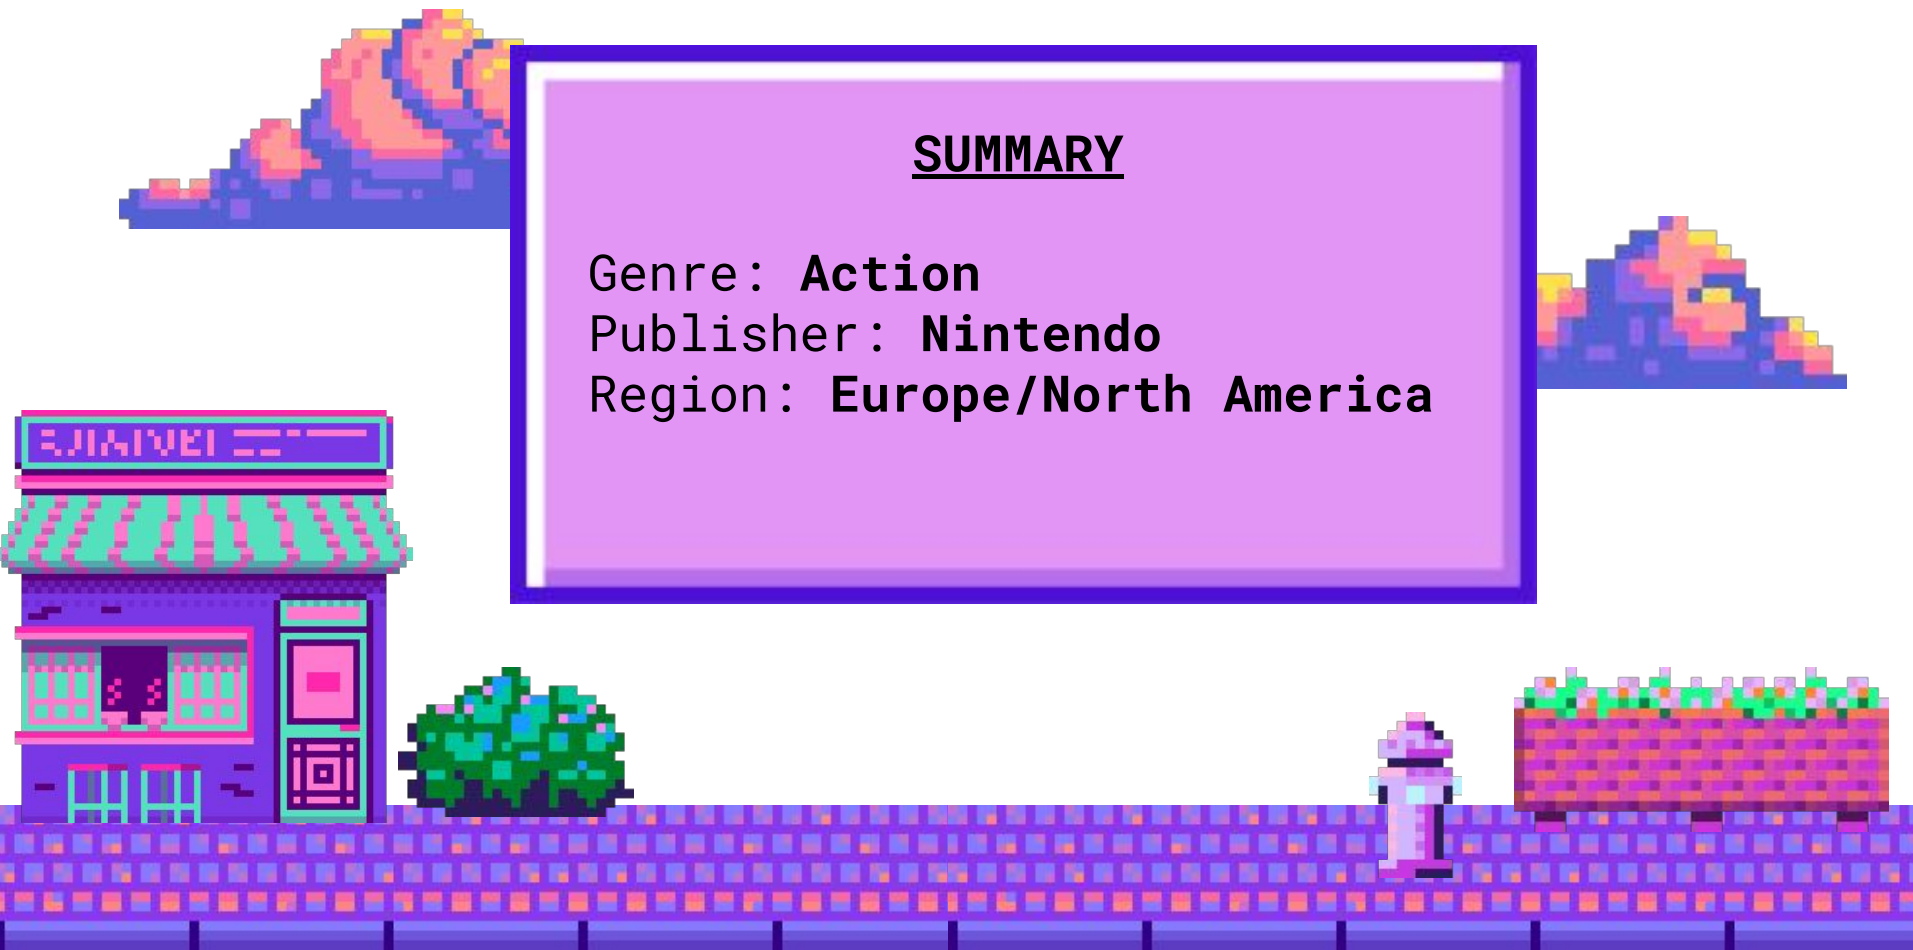 SUMMARY
Genre: Action
Publisher: Nintendo
Region: Europe/North America